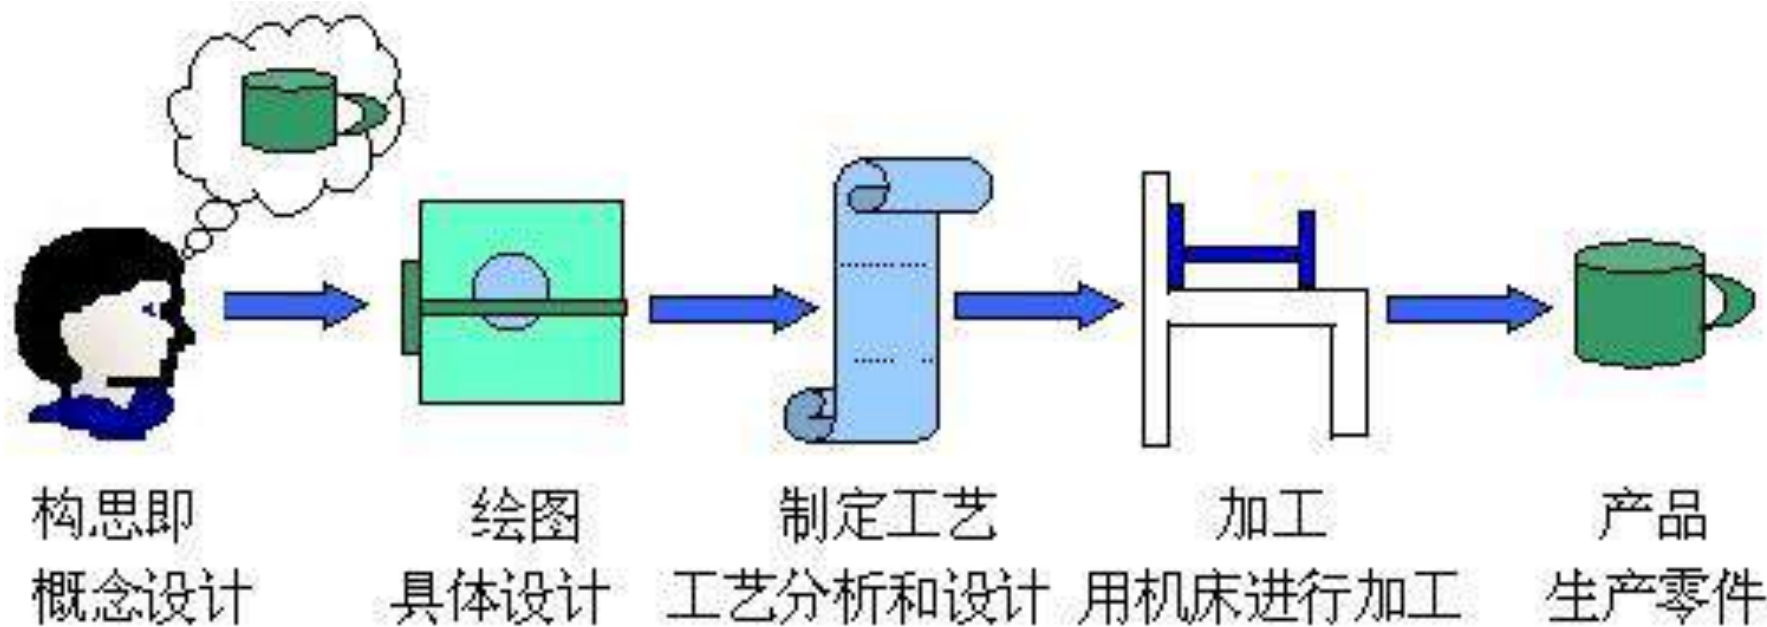 构思即
概念设计
绘图
具体设计
制定工艺
工艺分析和设计
加工
用机床进行加工
产品
生产零件